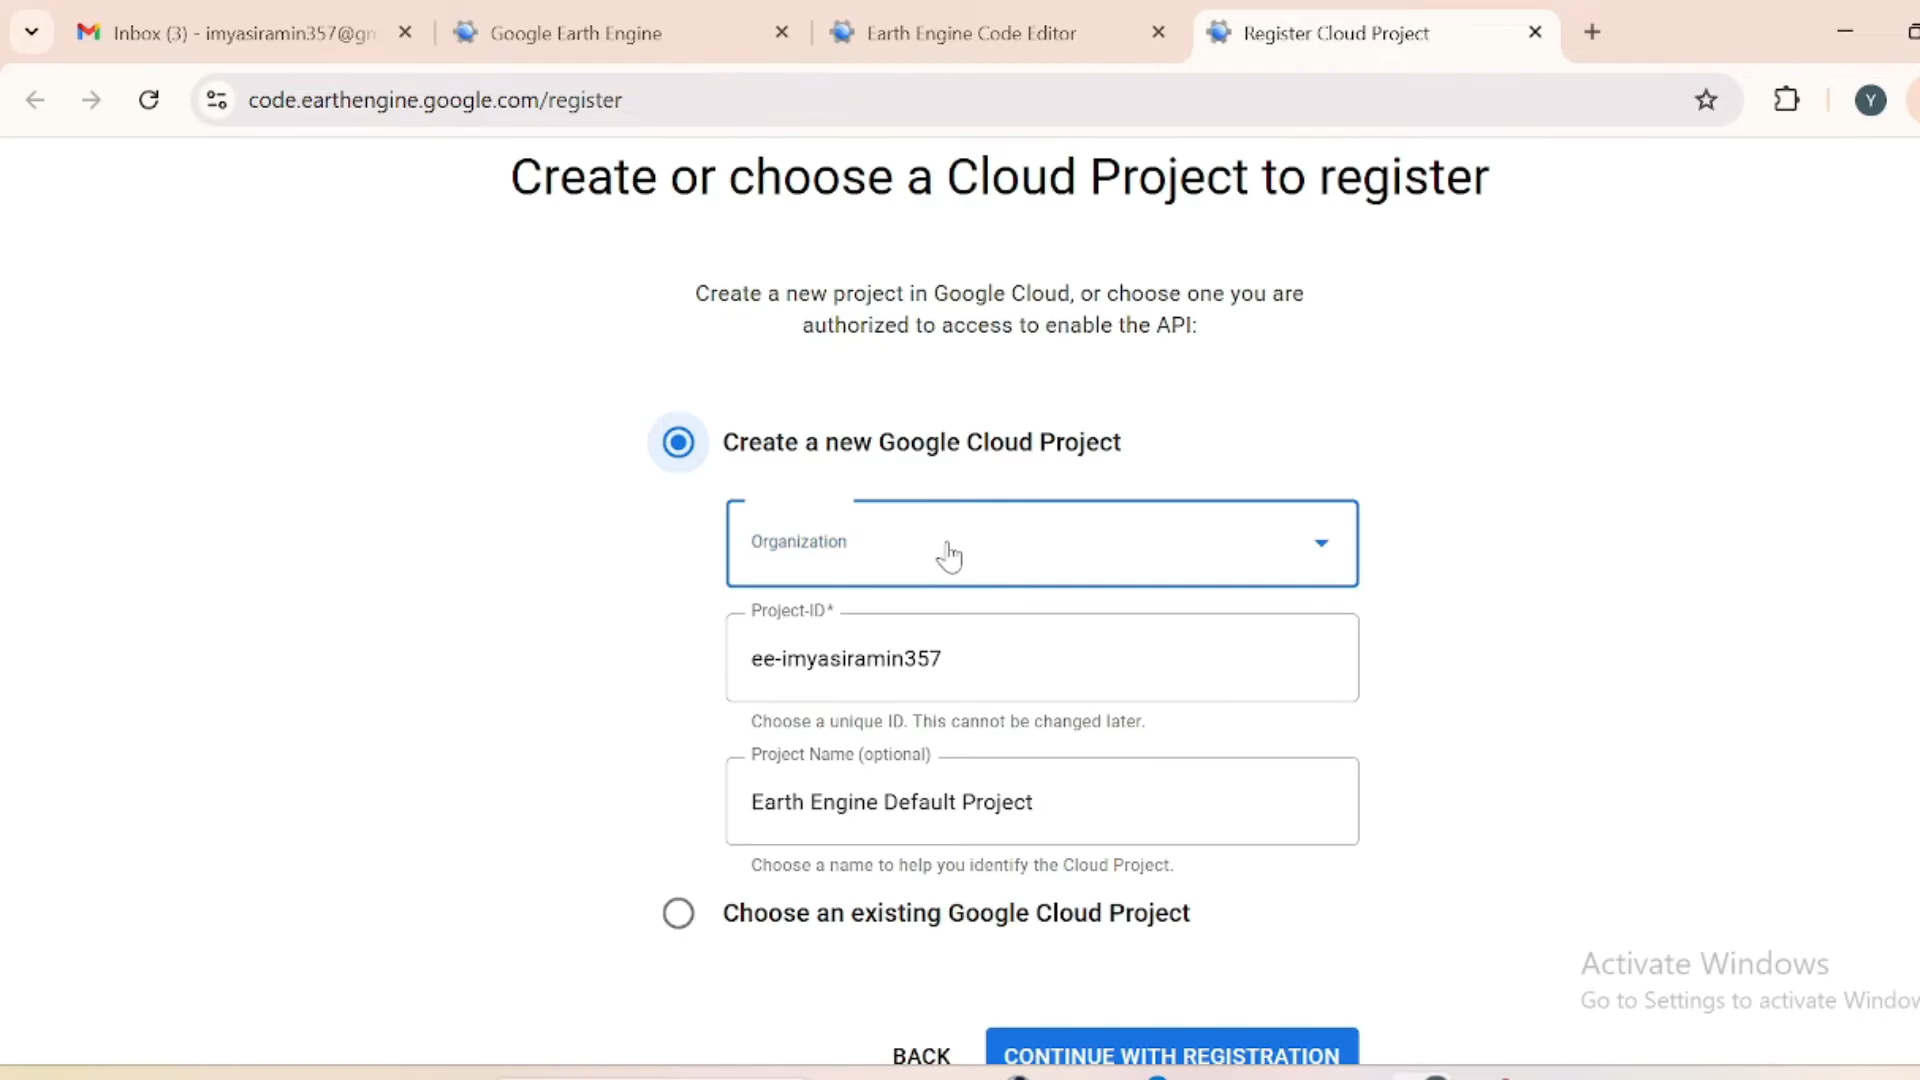 Inbox (3) - imyasiramin357@gm
Google Earth Engine
Earth Engine Code Editor
Register Cloud Project
code.earthengine.google.com/register
Y
Create or choose a Cloud Project to register
Create a new project in Google Cloud, or choose one you are
authorized to access to enable the API:
Create a new Google Cloud Project
Organization
Project-ID*
ee-imyasiramin357
Choose a unique ID. This cannot be changed later.
Project Name (optional)
Earth Engine Default Project
Choose a name to help you identify the Cloud Project.
Choose an existing Google Cloud Project
Activate Windows
Go to Settings to activate Window
BACK
CONTINUE WITH REGISTRATION